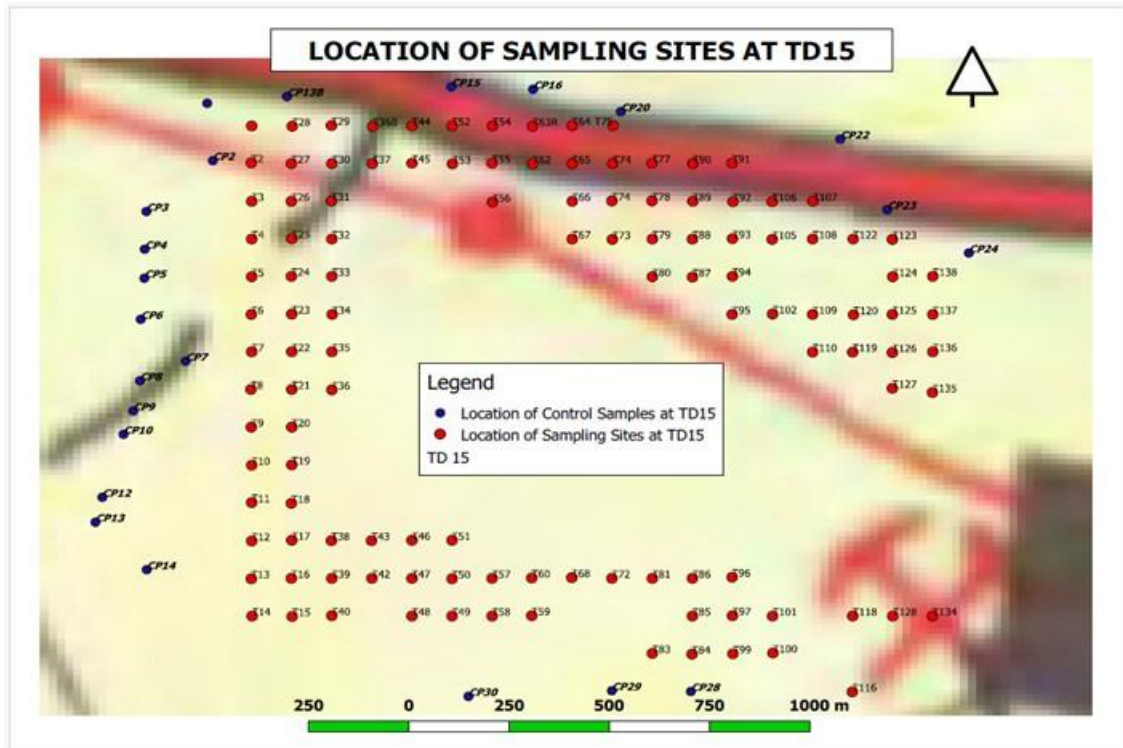 LOCATION OF SAMPLING SITES AT TD15
CP15 CP16
CP13B
CP20
T28 T29 T36B T44 T52 T54 T63A T64 T75
CP22
CP2 T2 T27 T30 T37 T45 T53 T55 T62 T65 T74 T77 T90 T91
CP3 T3 T26 T31 T56 T66 T74 T78 T89 T92 T106 T107
CP23
CP4 T4 T25 T32 T67 T73 T79 T88 T93 T105 T108 T122 T123
CP24
CP5 T5 T24 T33 T80 T87 T94 T124 T138
CP6 T6 T23 T34 T95 T102 T109 T120 T125 T137
CP7 T7 T22 T35 T110 T119 T126 T136
CP8 T8 T21 T36 T127 T135
Legend
CP9
Location of Control Samples at TD15
CP10 T9 T20
Location of Sampling Sites at TD15
TD 15
T10 T19
CP12 T11 T18
CP13
T12 T17 T38 T43 T46 T51
CP14 T13 T16 T39 T42 T47 T50 T57 T60 T68 T72 T81 T86 T96
T14 T15 T40 T48 T49 T58 T59 T85 T97 T101 T118 T128 T134
T83 T84 T99 T100
CP30 CP29 CP28 T116
250 0 250 500 750 1000 m